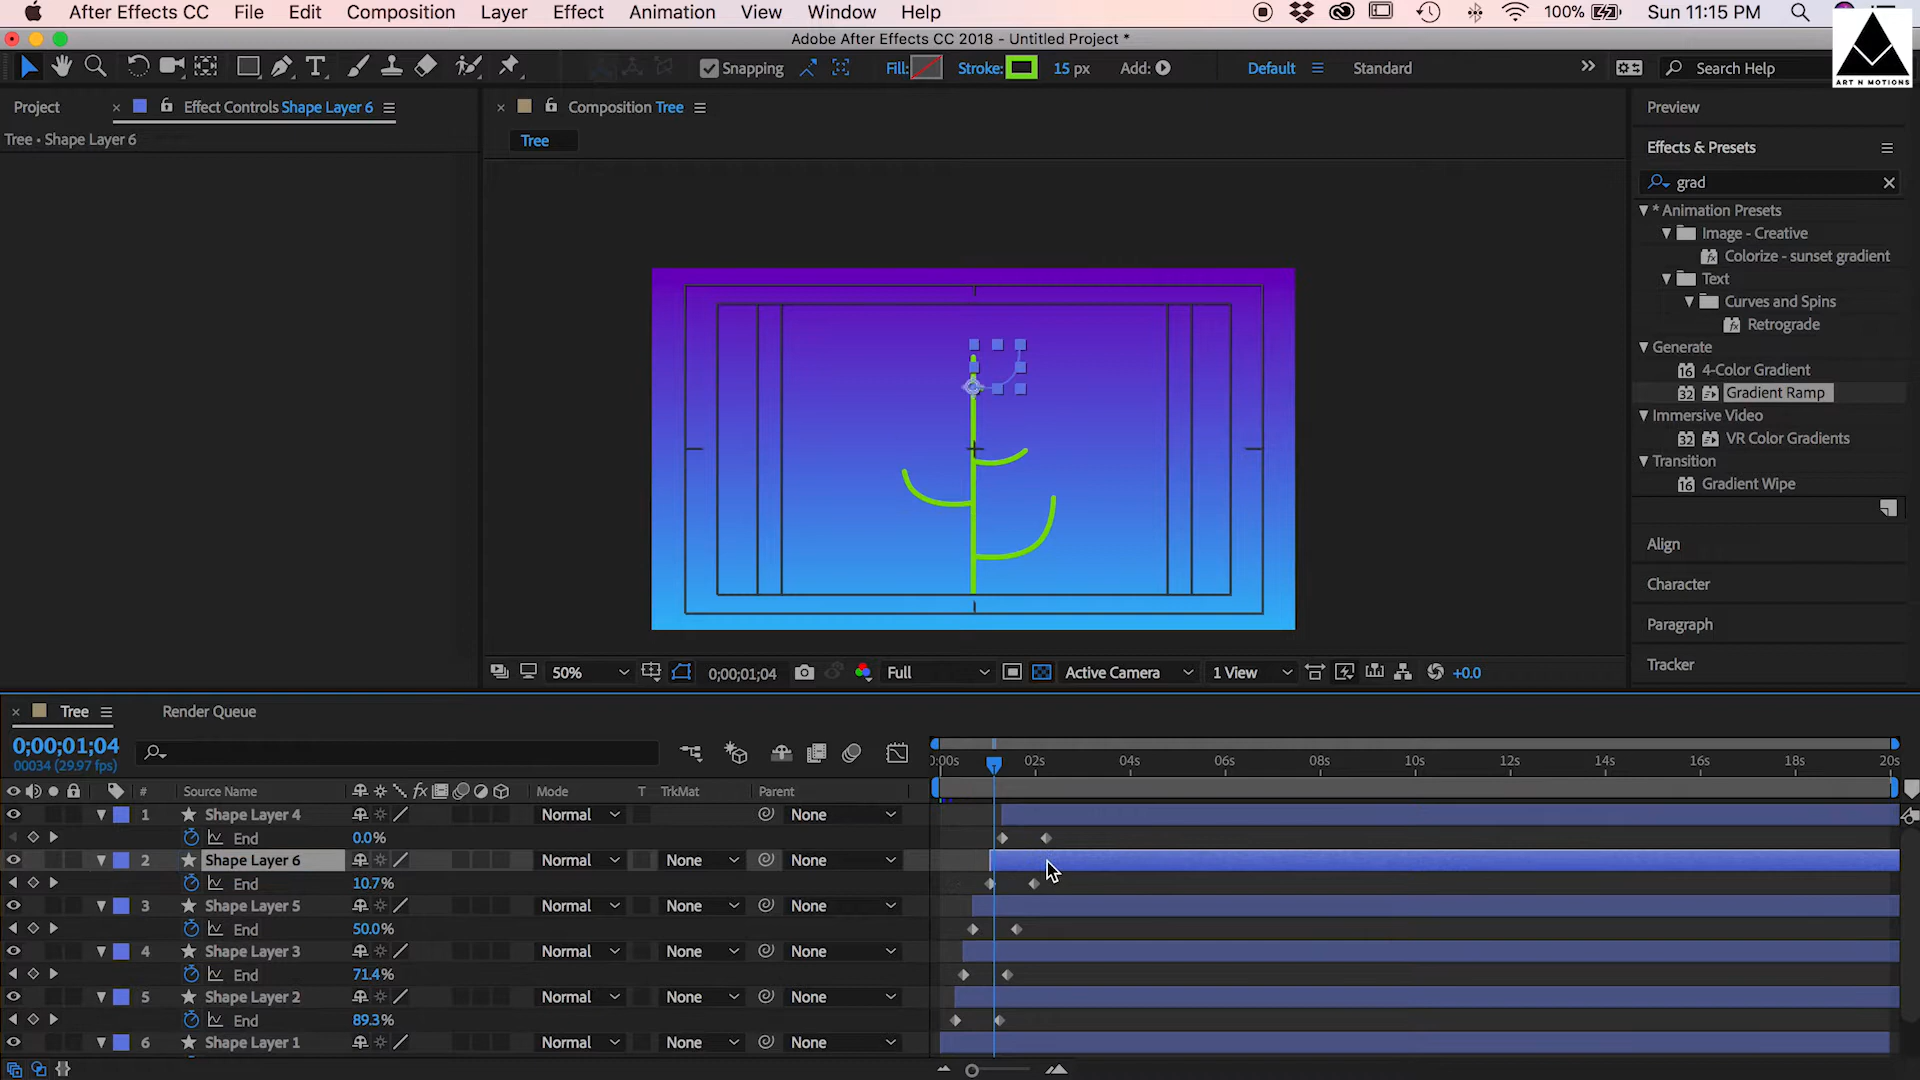 After Effects CC File Edit Composition Layer Effect Animation View Window Help 100% Sun 11:15 PM
Adobe After Effects CC 2018 - Untitled Project *
ART N MOTIONS
Snapping Fill: Stroke: 15 px Add: Default Standard Search Help
Project Effect Controls Shape Layer 6 Composition Tree Preview
Tree • Shape Layer 6
Tree
Effects & Presets
grad
* Animation Presets
Image - Creative
Colorize - sunset gradient
Text
Curves and Spins
Retrograde
Generate
16 4-Color Gradient
32 Gradient Ramp
Immersive Video
32 VR Color Gradients
Transition
16 Gradient Wipe
Align
Character
Paragraph
Tracker
50% 0;00;01;04 Full Active Camera 1 View +0.0
Tree Render Queue
0;00;01;04
00034 (29.97 fps)
0:00s 02s 04s 06s 08s 10s 12s 14s 16s 18s 20s
# Source Name fx Mode T TrkMat Parent
1 Shape Layer 4 Normal None
End 0.0%
2 Shape Layer 6 Normal None None
End 10.7%
3 Shape Layer 5 Normal None None
End 50.0%
4 Shape Layer 3 Normal None None
End 71.4%
5 Shape Layer 2 Normal None None
End 89.3%
6 Shape Layer 1 Normal None None